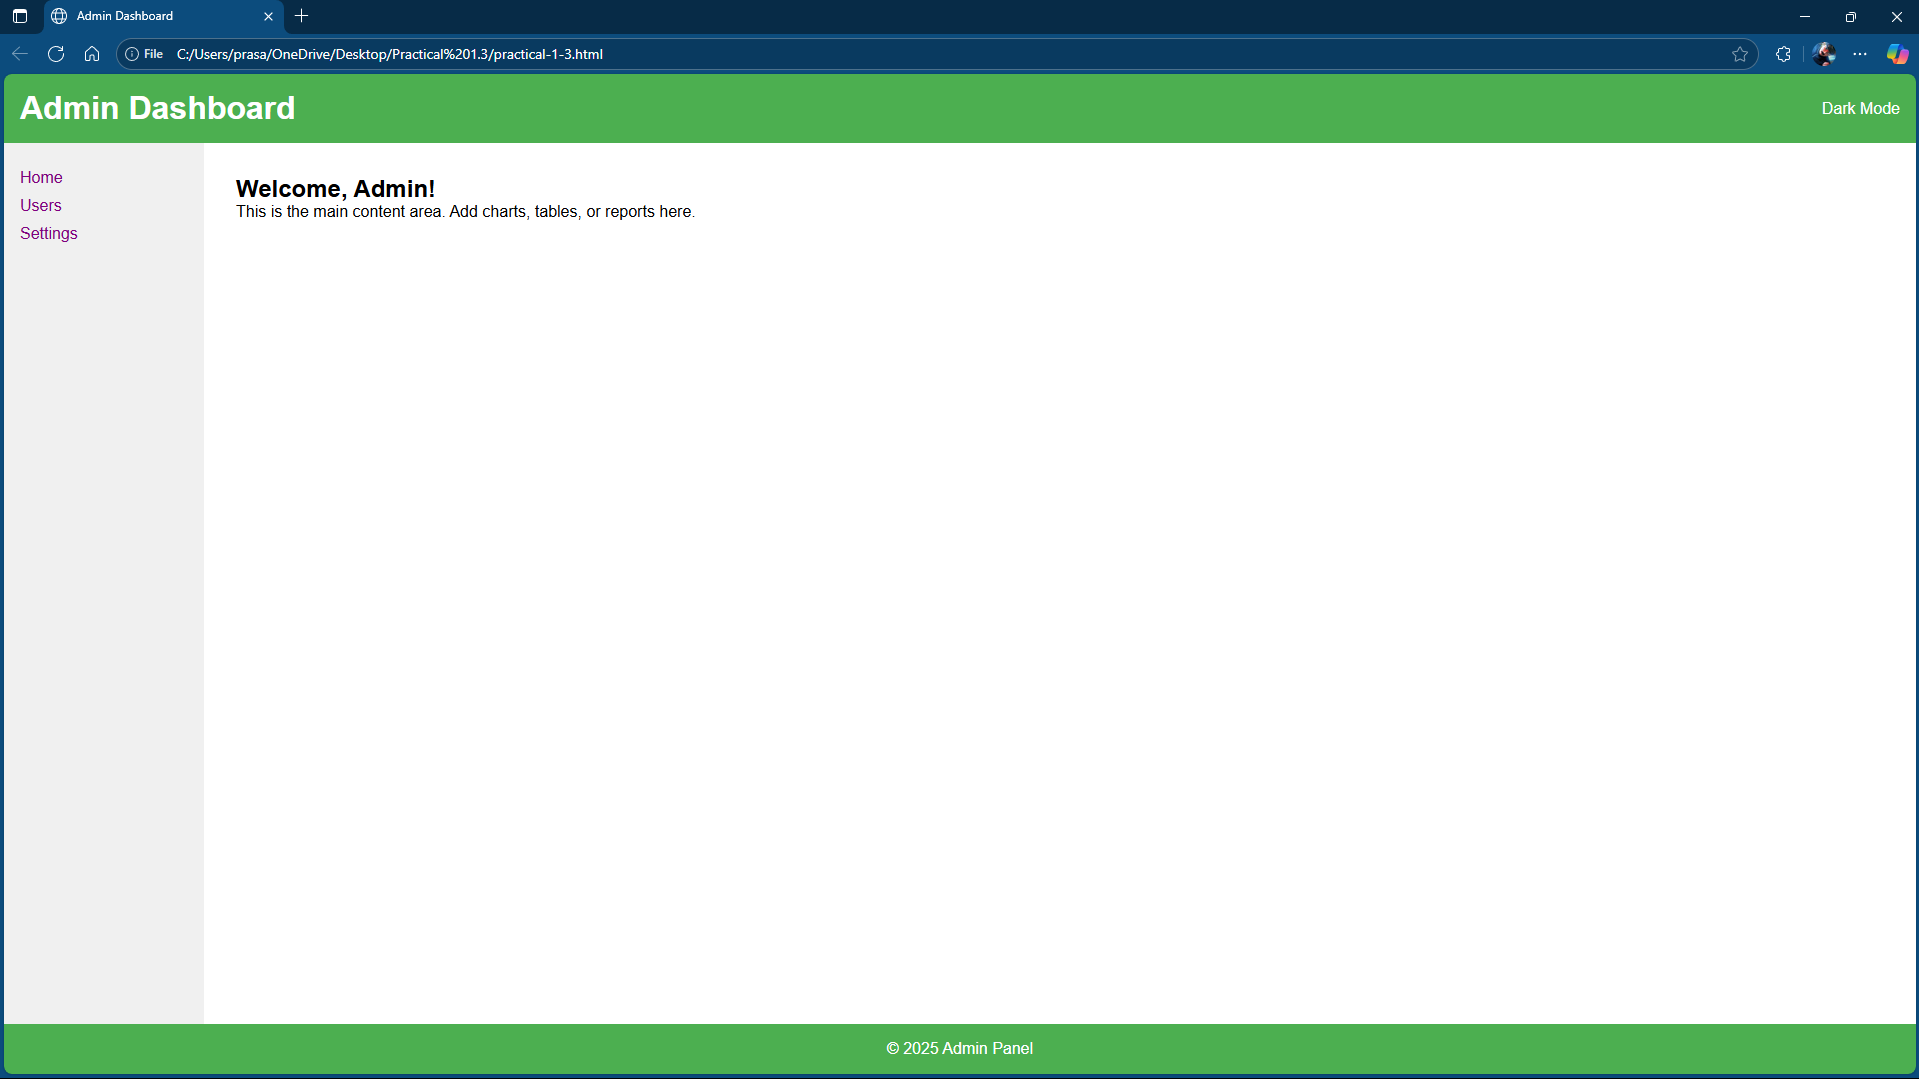 Admin Dashboard
File C:/Users/prasa/OneDrive/Desktop/Practical%201.3/practical-1-3.html
Admin Dashboard
Dark Mode
Home
Users
Settings
Welcome, Admin!
This is the main content area. Add charts, tables, or reports here.
© 2025 Admin Panel